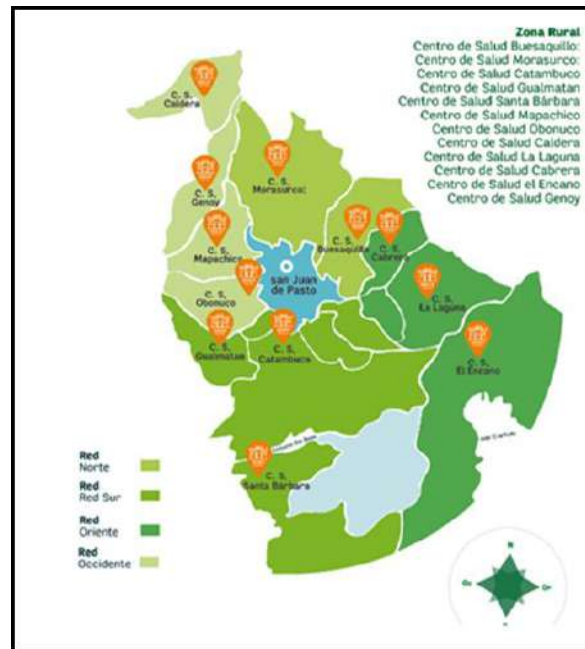 Zona Rural
Centro de Salud Buesaquillo:
Centro de Salud Morasurco:
Centro de Salud Catambuco
Centro de Salud Gualmatan
Centro de Salud Santa Bárbara
Centro de Salud Mapachico
Centro de Salud Obonuco
Centro de Salud Caldera
Centro de Salud La Laguna
Centro de Salud Cabrera
Centro de Salud el Encano
Centro de Salud Genoy
C. S.
Caldera
C. S.
Genoy
C. S.
Morasurco:
C. S.
Mapachico
C. S.
Buesaquillo
C. S.
Cabrera
san Juan
de Pasto
C. S.
Obonuco
C. S.
La Laguna
C. S.
Gualmatan
C. S.
Catambuco
C. S.
El Encano
C. S.
Santa Bárbara
Red
Norte
Red
Red Sur
Red
Oriente
Red
Occidente
N